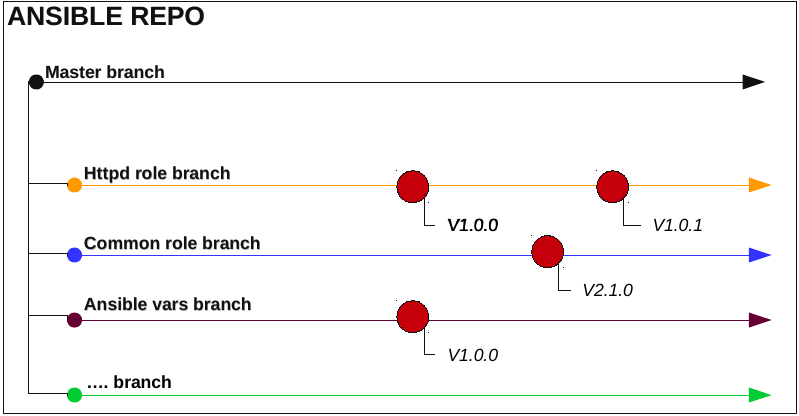 ANSIBLE REPO
Master branch
Httpd role branch
V1.0.0
V1.0.1
Common role branch
V2.1.0
Ansible vars branch
V1.0.0
.... branch